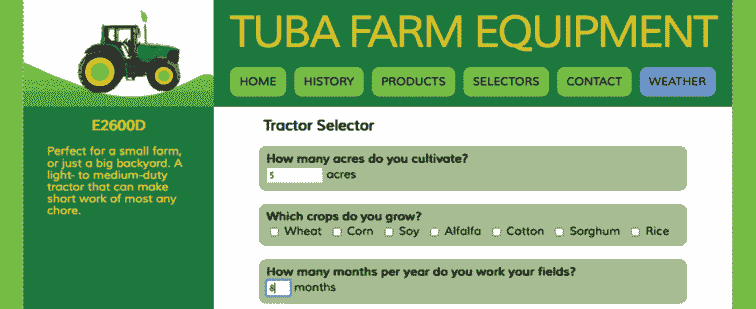 TUBA FARM EQUIPMENT
HOME HISTORY PRODUCTS SELECTORS CONTACT WEATHER
E2600D
Perfect for a small farm,
or just a big backyard. A
light- to medium-duty
tractor that can make
short work of most any
chore.
Tractor Selector
How many acres do you cultivate?
5 acres
Which crops do you grow?
Wheat Corn Soy Alfalfa Cotton Sorghum Rice
How many months per year do you work your fields?
6 months